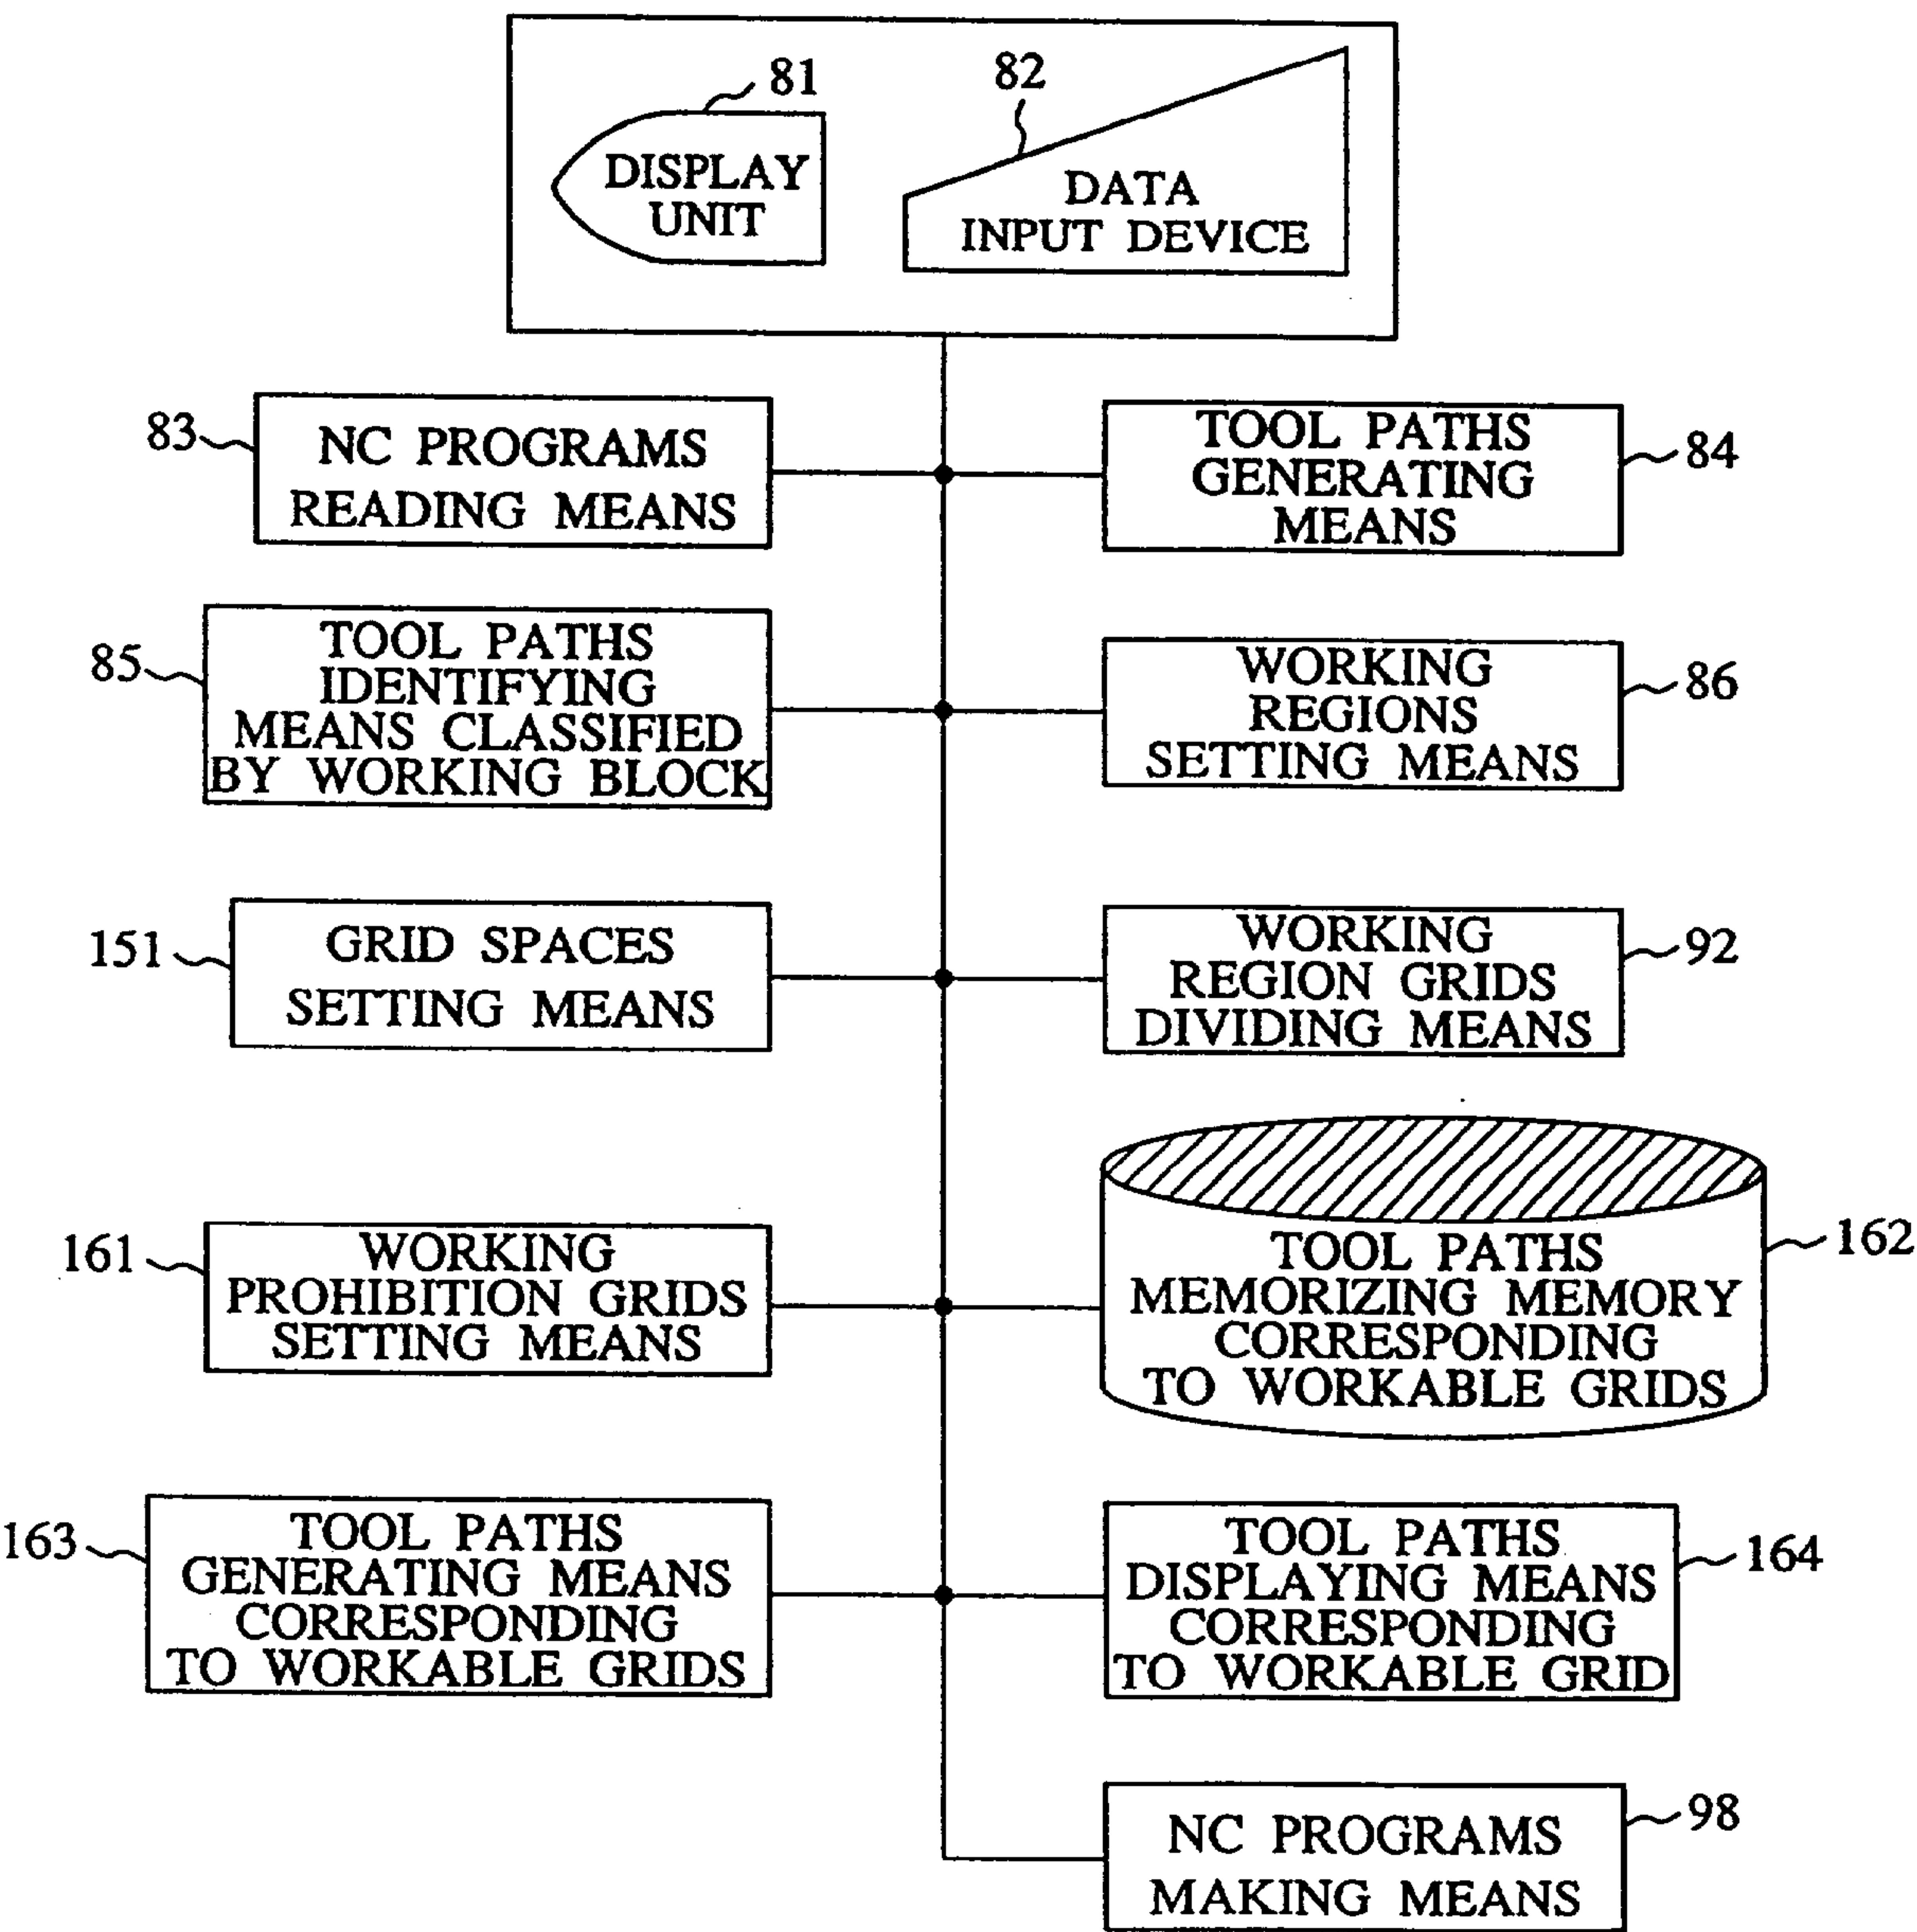 81
82
DISPLAY
UNIT
DATA
INPUT DEVICE
83
NC PROGRAMS
READING MEANS
TOOL PATHS
GENERATING
MEANS
84
85
TOOL PATHS
IDENTIFYING
MEANS CLASSIFIED
BY WORKING BLOCK
WORKING
REGIONS
SETTING MEANS
86
151
GRID SPACES
SETTING MEANS
WORKING
REGION GRIDS
DIVIDING MEANS
92
161
WORKING
PROHIBITION GRIDS
SETTING MEANS
TOOL PATHS
MEMORIZING MEMORY
CORRESPONDING
TO WORKABLE GRIDS
162
163
TOOL PATHS
GENERATING MEANS
CORRESPONDING
TO WORKABLE GRIDS
TOOL PATHS
DISPLAYING MEANS
CORRESPONDING
TO WORKABLE GRID
164
NC PROGRAMS
MAKING MEANS
98